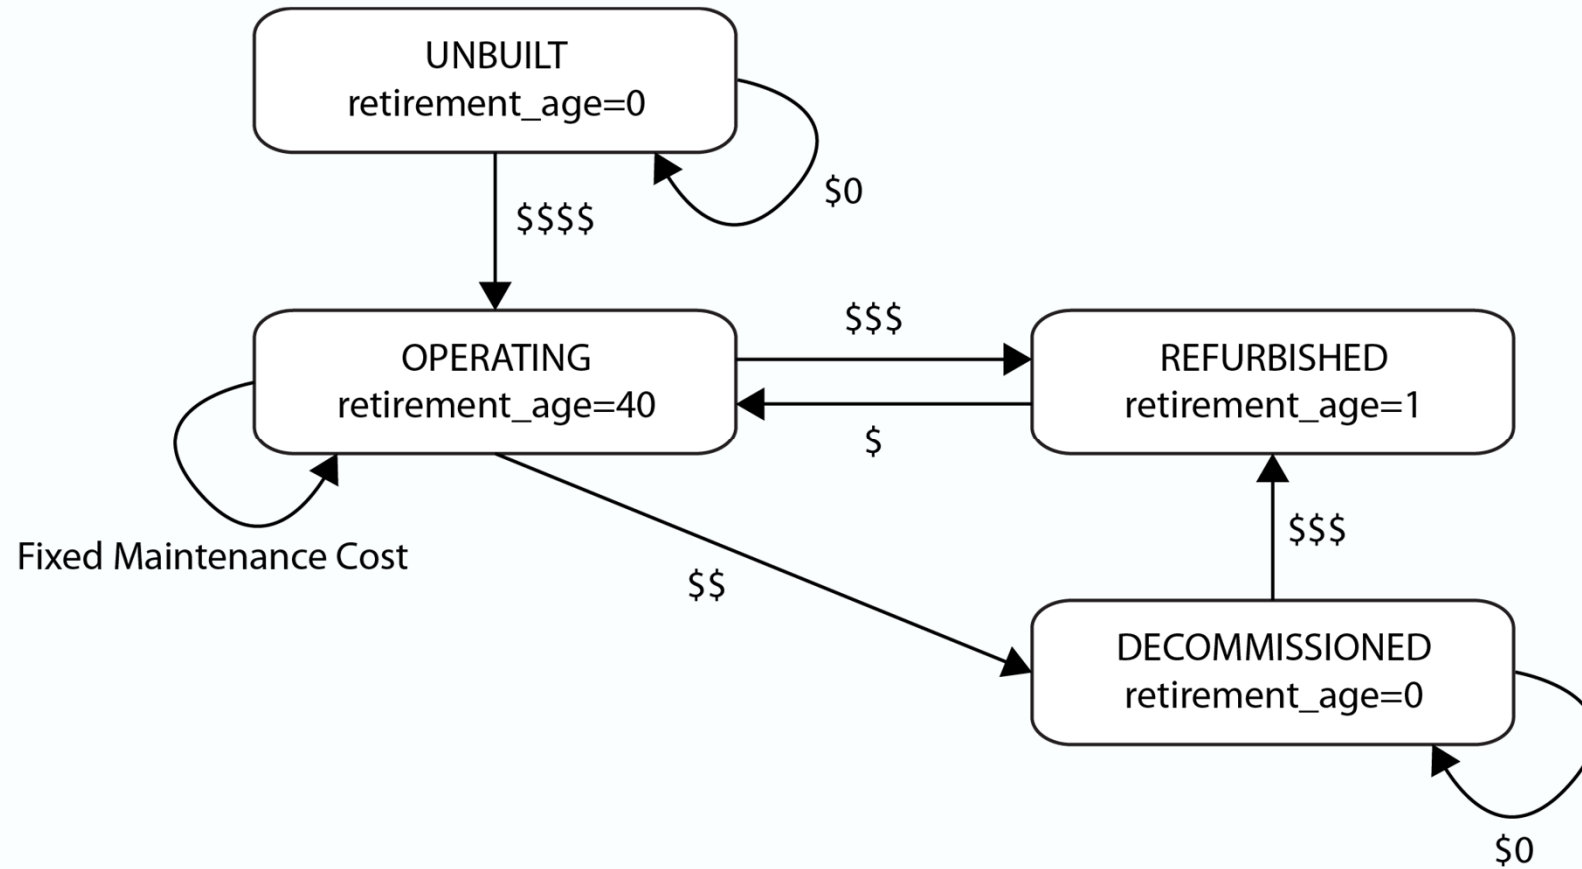 UNBUILT
retirement_age=0
$0
$$$$
OPERATING
retirement_age=40
$$$
$
REFURBISHED
retirement_age=1
Fixed Maintenance Cost
$$
$$$
DECOMMISSIONED
retirement_age=0
$0